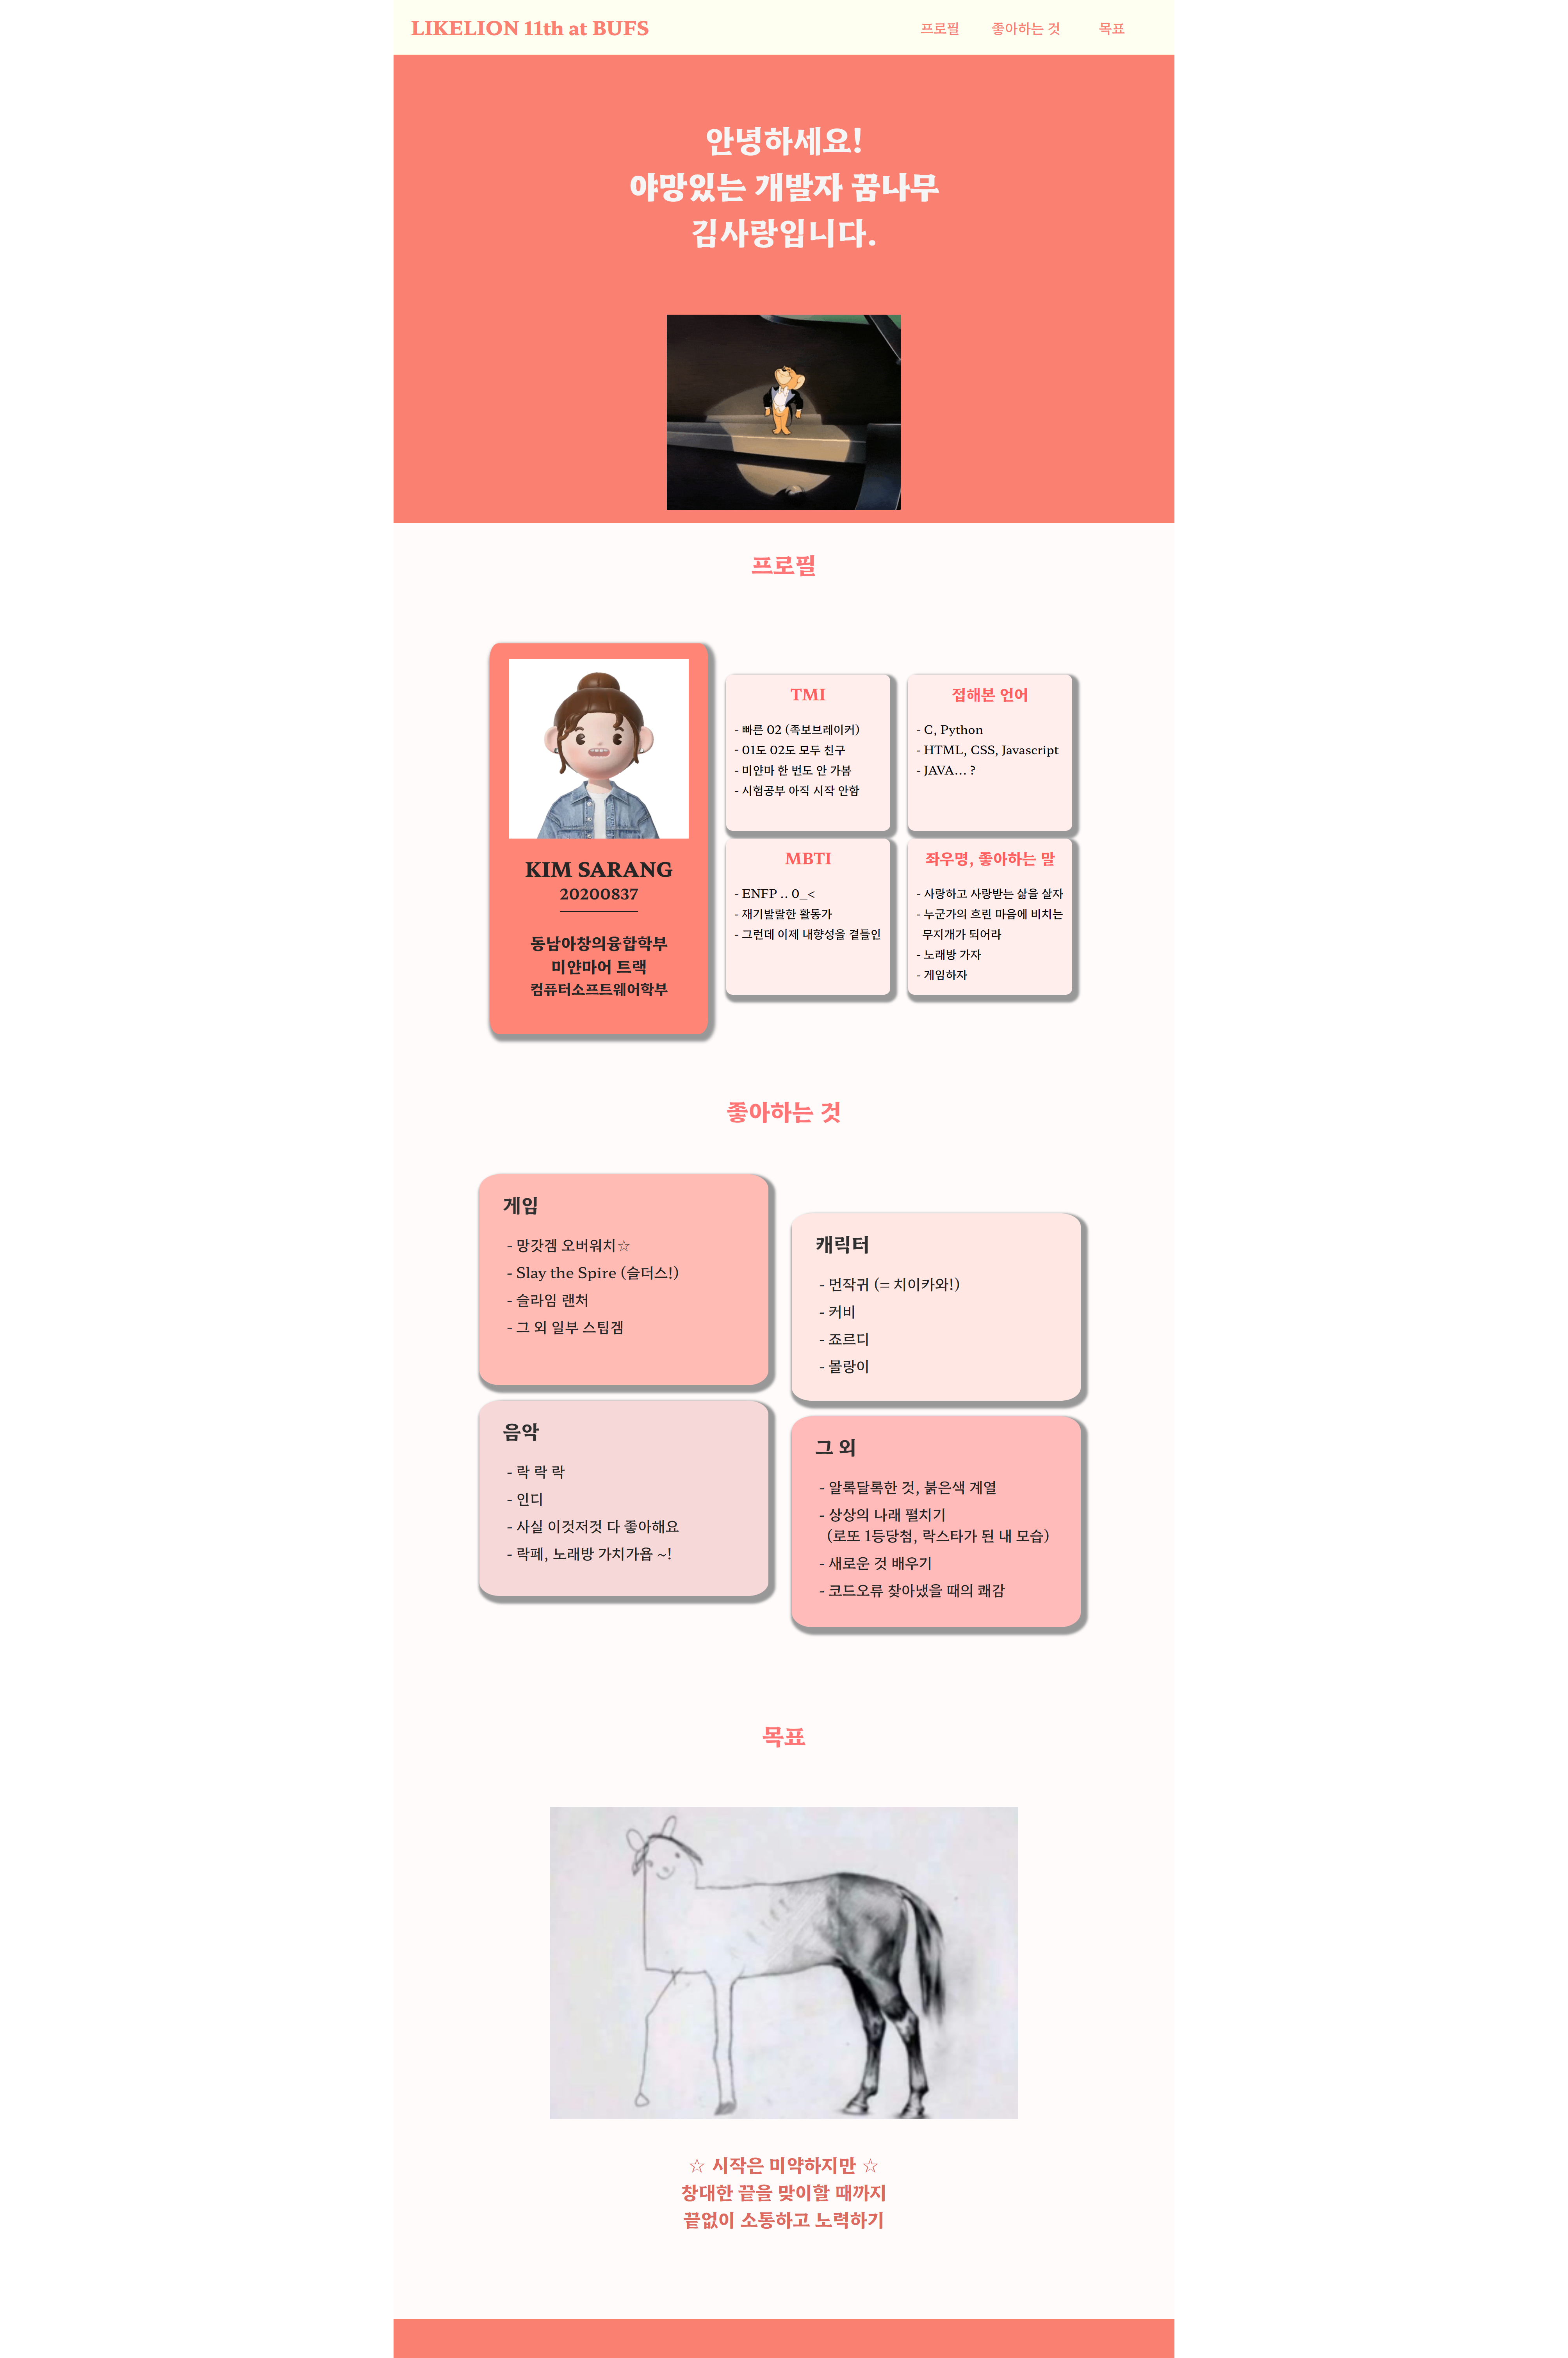 LIKELION 11th at BUFS
프로필 좋아하는 것 목표
안녕하세요!
야망있는 개발자 꿈나무
김사랑입니다.
프로필
KIM SARANG
20200837
동남아창의융합학부
미얀마어 트랙
컴퓨터소프트웨어학부
TMI
- 빠른 02 (족보브레이커)
- 01도 02도 모두 친구
- 미얀마 한 번도 안 가봄
- 시험공부 아직 시작 안함
접해본 언어
- C, Python
- HTML, CSS, Javascript
- JAVA... ?
MBTI
- ENFP .. 0_<
- 재기발랄한 활동가
- 그런데 이제 내향성을 곁들인
좌우명, 좋아하는 말
- 사랑하고 사랑받는 삶을 살자
- 누군가의 흐린 마음에 비치는
무지개가 되어라
- 노래방 가자
- 게임하자
좋아하는 것
게임
- 망갓겜 오버워치☆
- Slay the Spire (슬더스!)
- 슬라임 랜처
- 그 외 일부 스팀겜
캐릭터
- 먼작귀 (= 치이카와!)
- 커비
- 죠르디
- 몰랑이
음악
- 락 락 락
- 인디
- 사실 이것저것 다 좋아해요
- 락페, 노래방 가치가욥 ~!
그 외
- 알록달록한 것, 붉은색 계열
- 상상의 나래 펼치기
(로또 1등당첨, 락스타가 된 내 모습)
- 새로운 것 배우기
- 코드오류 찾아냈을 때의 쾌감
목표
☆ 시작은 미약하지만 ☆
창대한 끝을 맞이할 때까지
끝없이 소통하고 노력하기